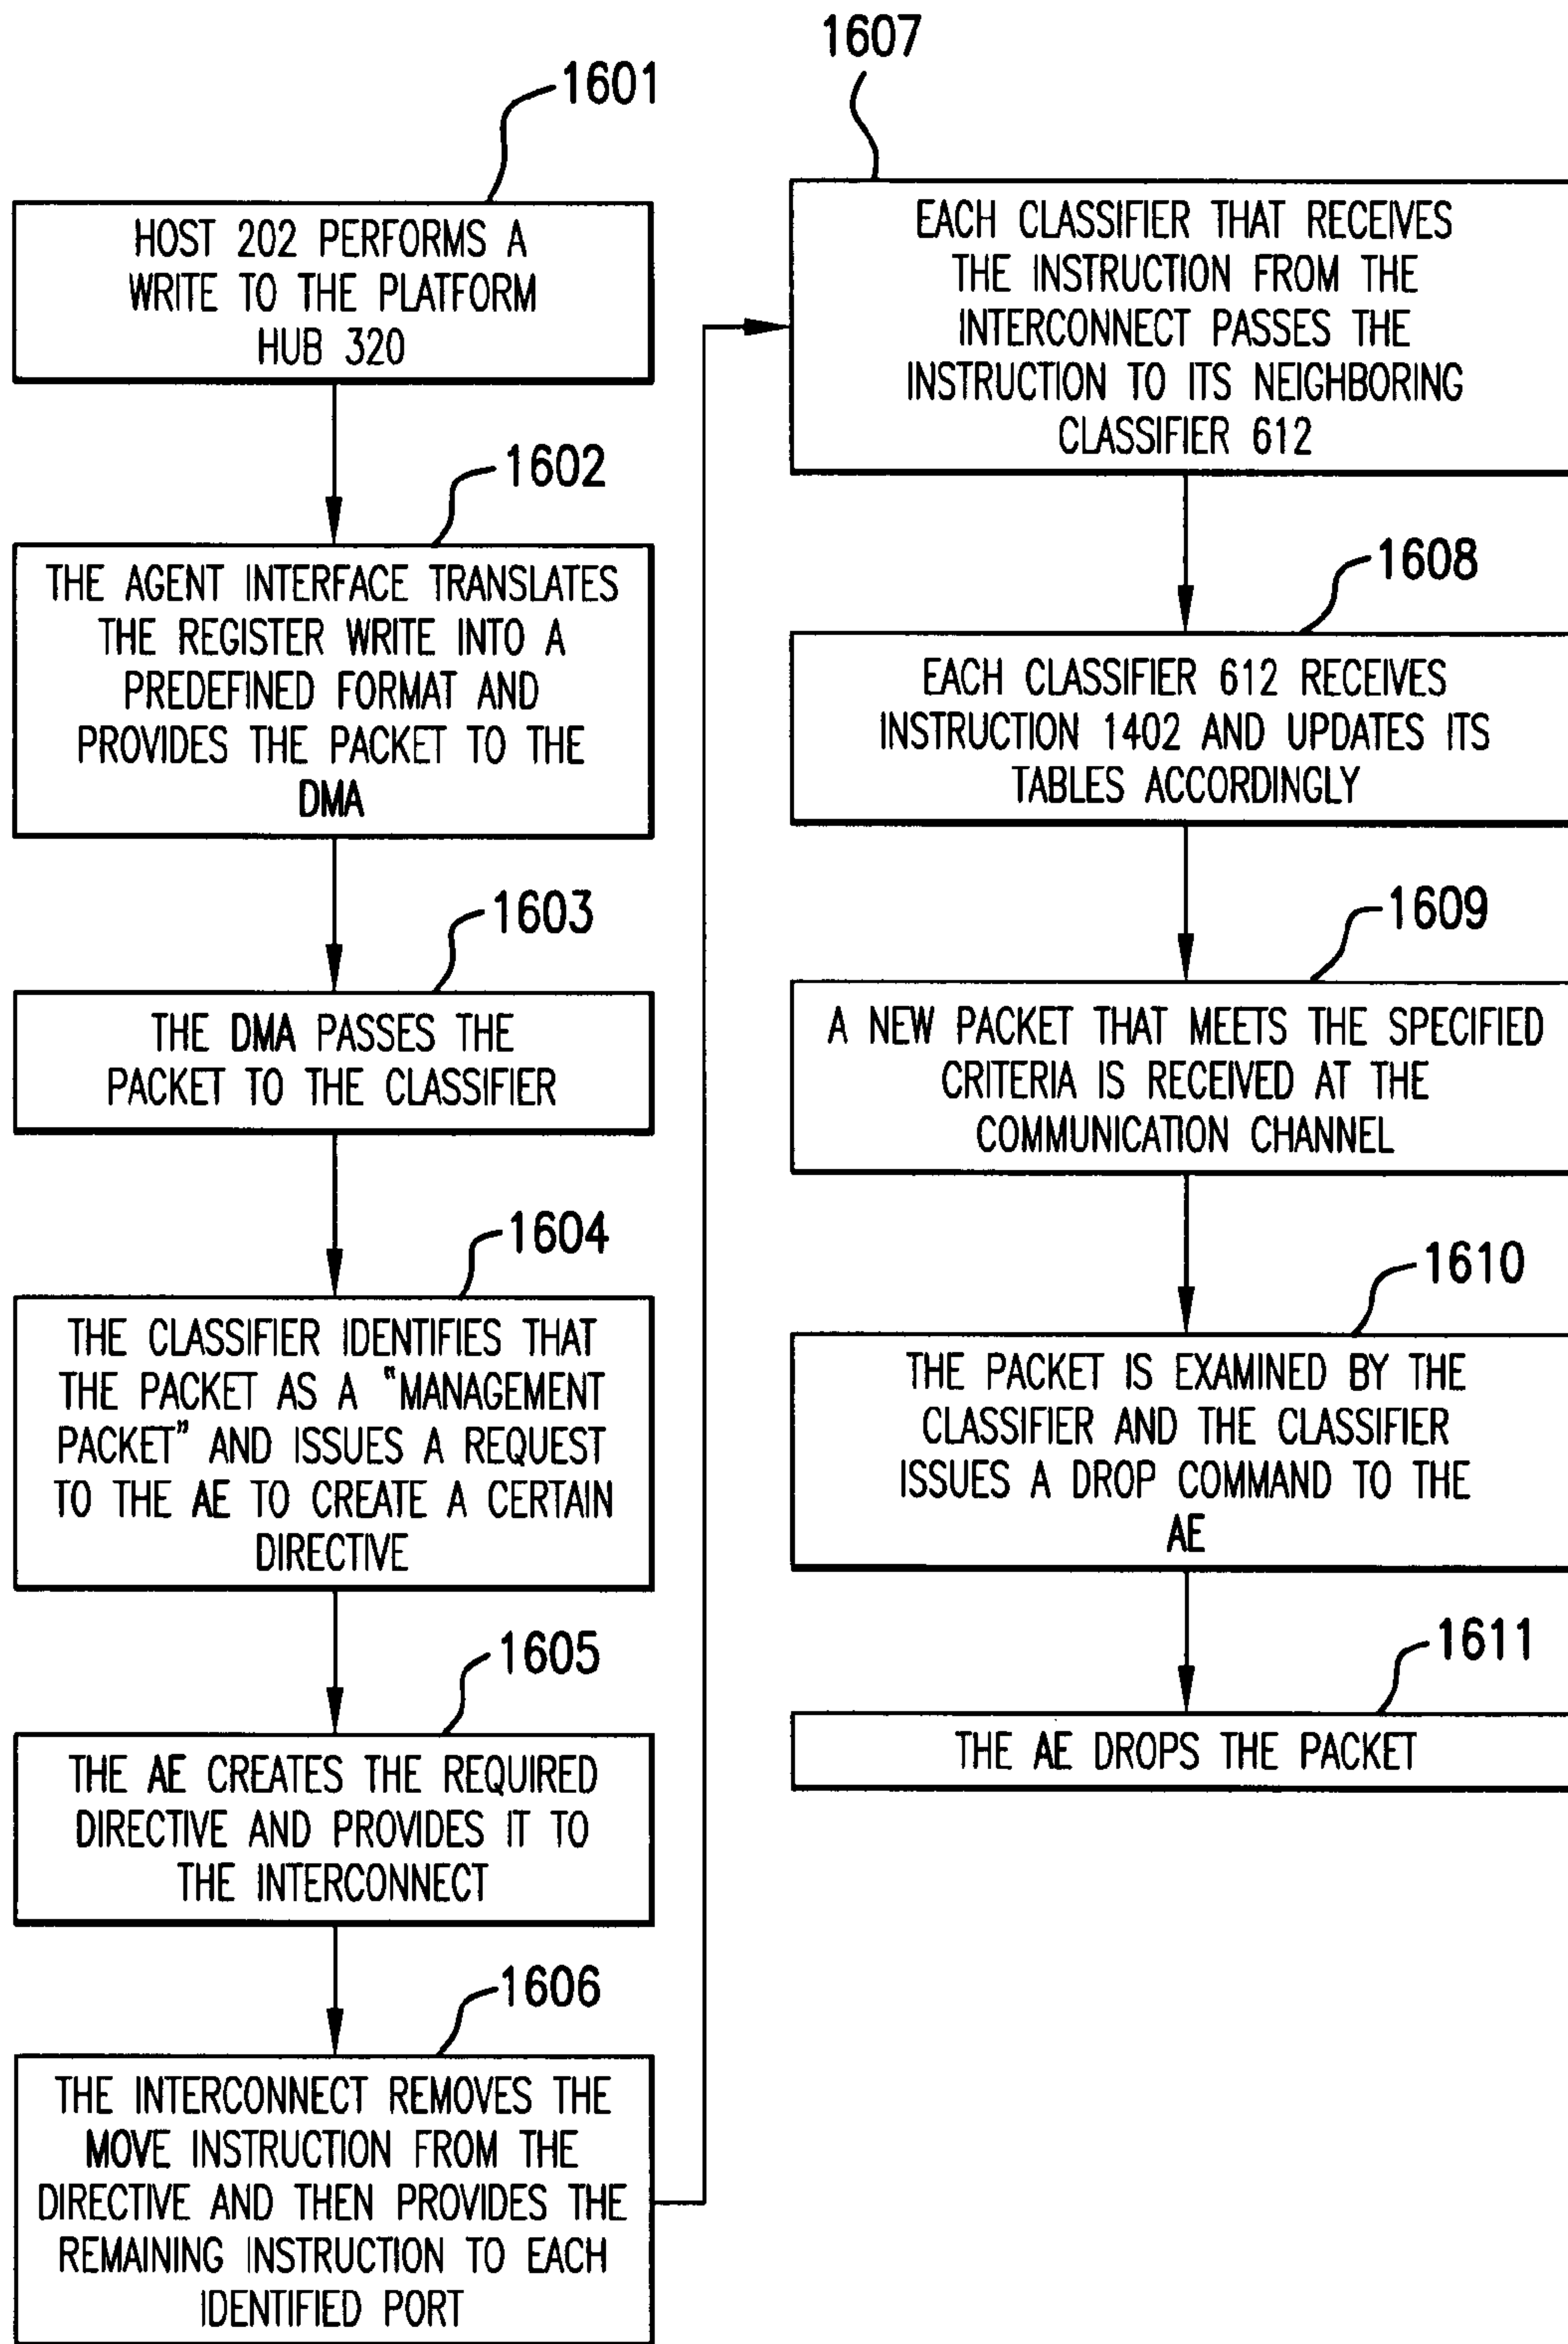 1601
HOST 202 PERFORMS A
WRITE TO THE PLATFORM
HUB 320
1602
THE AGENT INTERFACE TRANSLATES
THE REGISTER WRITE INTO A
PREDEFINED FORMAT AND
PROVIDES THE PACKET TO THE
DMA
1603
THE DMA PASSES THE
PACKET TO THE CLASSIFIER
1604
THE CLASSIFIER IDENTIFIES THAT
THE PACKET AS A "MANAGEMENT
PACKET" AND ISSUES A REQUEST
TO THE AE TO CREATE A CERTAIN
DIRECTIVE
1605
THE AE CREATES THE REQUIRED
DIRECTIVE AND PROVIDES IT TO
THE INTERCONNECT
1606
THE INTERCONNECT REMOVES THE
MOVE INSTRUCTION FROM THE
DIRECTIVE AND THEN PROVIDES THE
REMAINING INSTRUCTION TO EACH
IDENTIFIED PORT
1607
EACH CLASSIFIER THAT RECEIVES
THE INSTRUCTION FROM THE
INTERCONNECT PASSES THE
INSTRUCTION TO ITS NEIGHBORING
CLASSIFIER 612
1608
EACH CLASSIFIER 612 RECEIVES
INSTRUCTION 1402 AND UPDATES ITS
TABLES ACCORDINGLY
1609
A NEW PACKET THAT MEETS THE SPECIFIED
CRITERIA IS RECEIVED AT THE
COMMUNICATION CHANNEL
1610
THE PACKET IS EXAMINED BY THE
CLASSIFIER AND THE CLASSIFIER
ISSUES A DROP COMMAND TO THE
AE
1611
THE AE DROPS THE PACKET